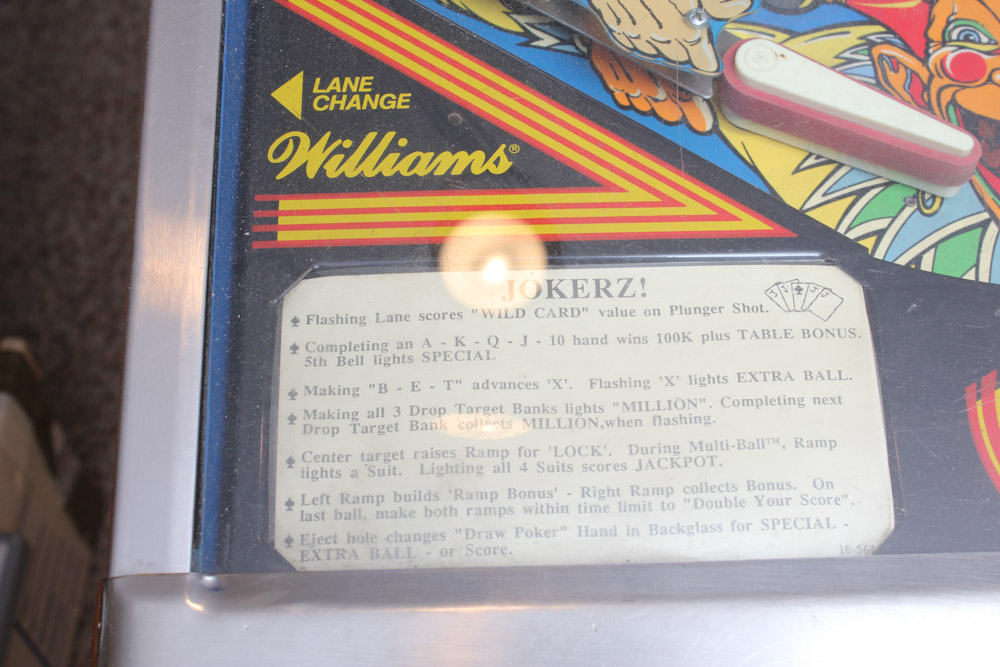 LANE
CHANGE
Williams®
JOKERZ!
Flashing Lane scores "WILD CARD" value on Plunger Shot.
Completing an A - K - Q - J - 10 hand wins 100K plus TABLE BONUS.
5th Bell lights SPECIAL
Making "B - E - T" advances 'X'. Flashing 'X' lights EXTRA BALL.
Making all 3 Drop Target Banks lights "MILLION". Completing next
Drop Target Bank collects MILLION, when flashing.
Center target raises Ramp for 'LOCK'. During Multi-Ball™, Ramp
lights a Suit. Lighting all 4 Suits scores JACKPOT.
Left Ramp builds 'Ramp Bonus' - Right Ramp collects Bonus. On
last ball, make both ramps within time limit to "Double Your Score".
Eject hole changes "Draw Poker" Hand in Backglass for SPECIAL -
EXTRA BALL - or Score.